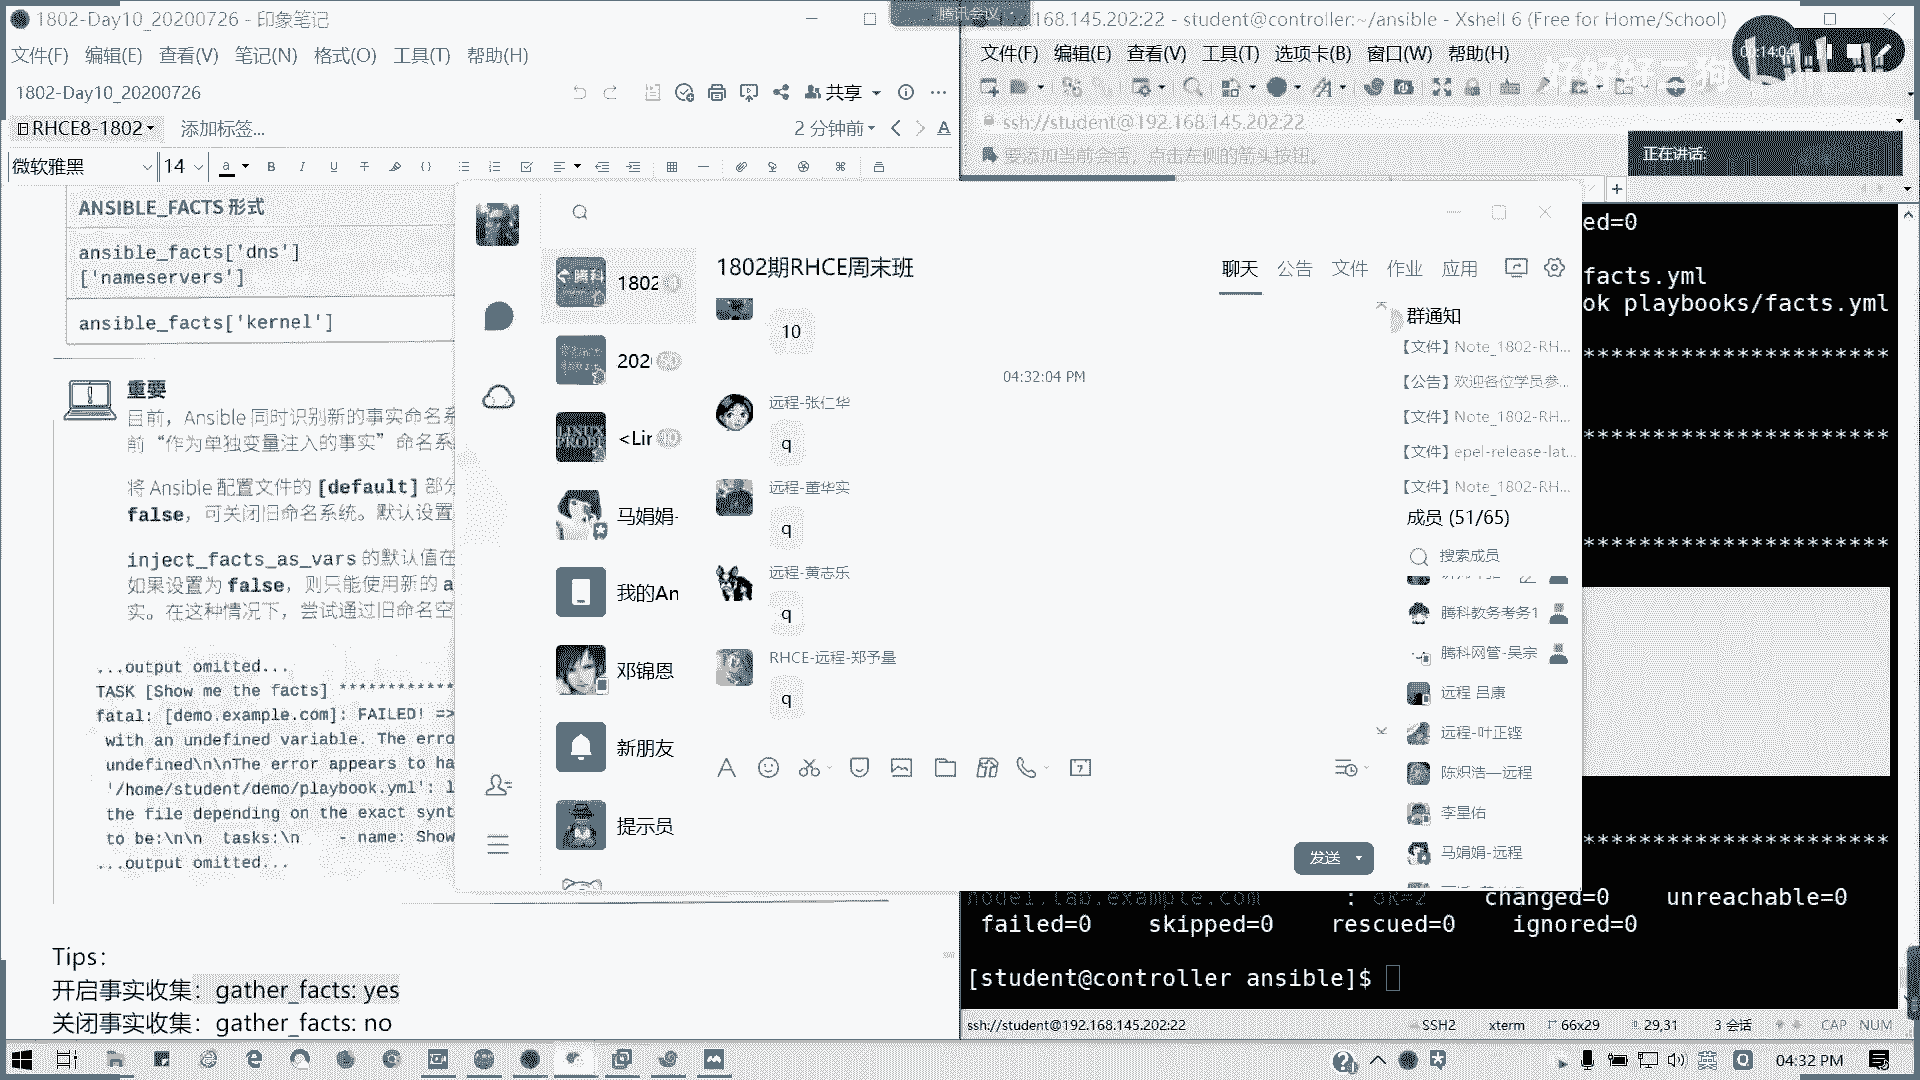 1802-Day10_20200726 - 印象笔记
文件(F) 编辑(E) 查看(V) 笔记(N) 格式(O) 工具(T) 帮助(H)
1802-Day10_20200726
共享
RHCE8-1802
添加标签...
2 分钟前
微软雅黑
14
ANSIBLE_FACTS 形式
ansible_facts['dns']
['nameservers']
ansible_facts['kernel']
重要
目前，Ansible 同时识别新的事实命名系
前 “作为单独变量注入的事实” 命名系
将 Ansible 配置文件的 [default] 部分
false，可关闭旧命名系统。默认设置
inject_facts_as_vars 的默认值在
如果设置为 false，则只能使用新的 a
实。在这种情况下，尝试通过旧命名空
...output omitted...
TASK [Show me the facts] *************
fatal: [demo.example.com]: FAILED! =>
with an undefined variable. The erro
undefined\n\nThe error appears to ha
'/home/student/demo/playbook.yml': l
the file depending on the exact synt
to be:\n\n  tasks:\n    - name: Show
...output omitted...
Tips：
开启事实收集：gather_facts: yes
关闭事实收集：gather_facts: no
腾讯会议
168.145.202:22 - student@controller:~/ansible - Xshell 6 (Free for Home/School)
文件(F) 编辑(E) 查看(V) 工具(T) 选项卡(B) 窗口(W) 帮助(H)
ssh://student@192.168.145.202:22
要添加当前会话，点击左侧的箭头按钮。
正在讲话:
1802
202
<Lin
马娟娟-
我的An
邓锦恩
新朋友
提示员
1802期RHCE周末班
聊天 公告 文件 作业 应用
10
04:32:04 PM
远程-张仁华
q
远程-董华实
q
远程-黄志乐
q
RHCE-远程-郑予量
q
发送
群通知
【文件】Note_1802-RH...
【公告】欢迎各位学员参...
【文件】Note_1802-RH...
【文件】epel-release-lat...
【文件】Note_1802-RH...
成员 (51/65)
搜索成员
腾科教务考务1
腾科网管-吴宗
远程 吕康
远程-叶正铿
陈炽浩—远程
李星佑
马娟娟-远程
ed=0
facts.yml
ok playbooks/facts.yml
***********************
***********************
***********************
***********************
node1.lab.example.com : ok=2 changed=0 unreachable=0
failed=0 skipped=0 rescued=0 ignored=0
[student@controller ansible]$
ssh://student@192.168.145.202:22
SSH2
xterm
66x29
29,31
3 会话
CAP NUM
英
04:32 PM